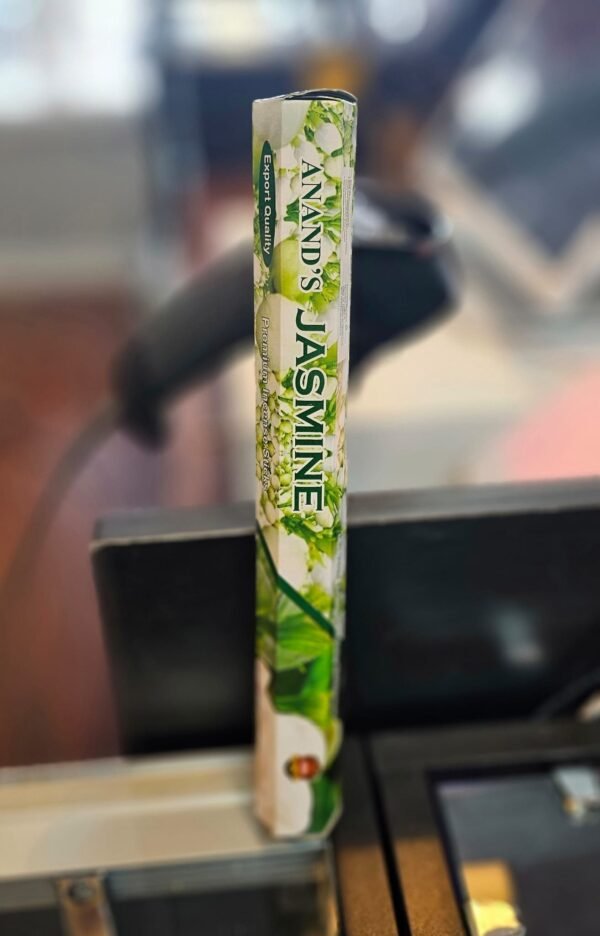 ANAND'S JASMINE
Export Quality
Premium Incense Sticks